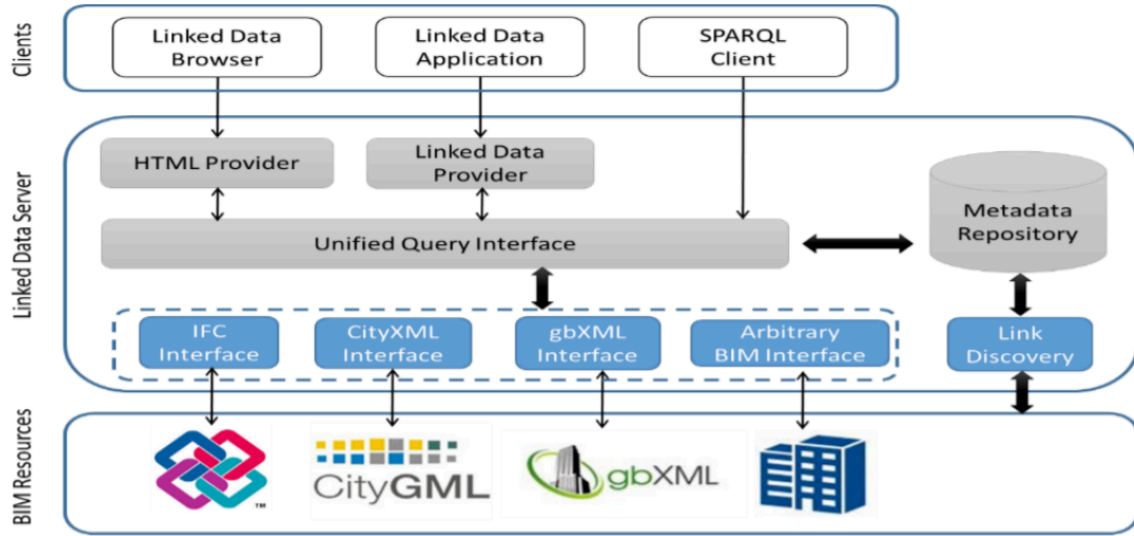 Clients
Linked Data
Browser
Linked Data
Application
SPARQL
Client
Linked Data Server
HTML Provider
Linked Data
Provider
Unified Query Interface
Metadata
Repository
IFC
Interface
CityXML
Interface
gbXML
Interface
Arbitrary
BIM Interface
Link
Discovery
BIM Resources
TM
CityGML
gbXML